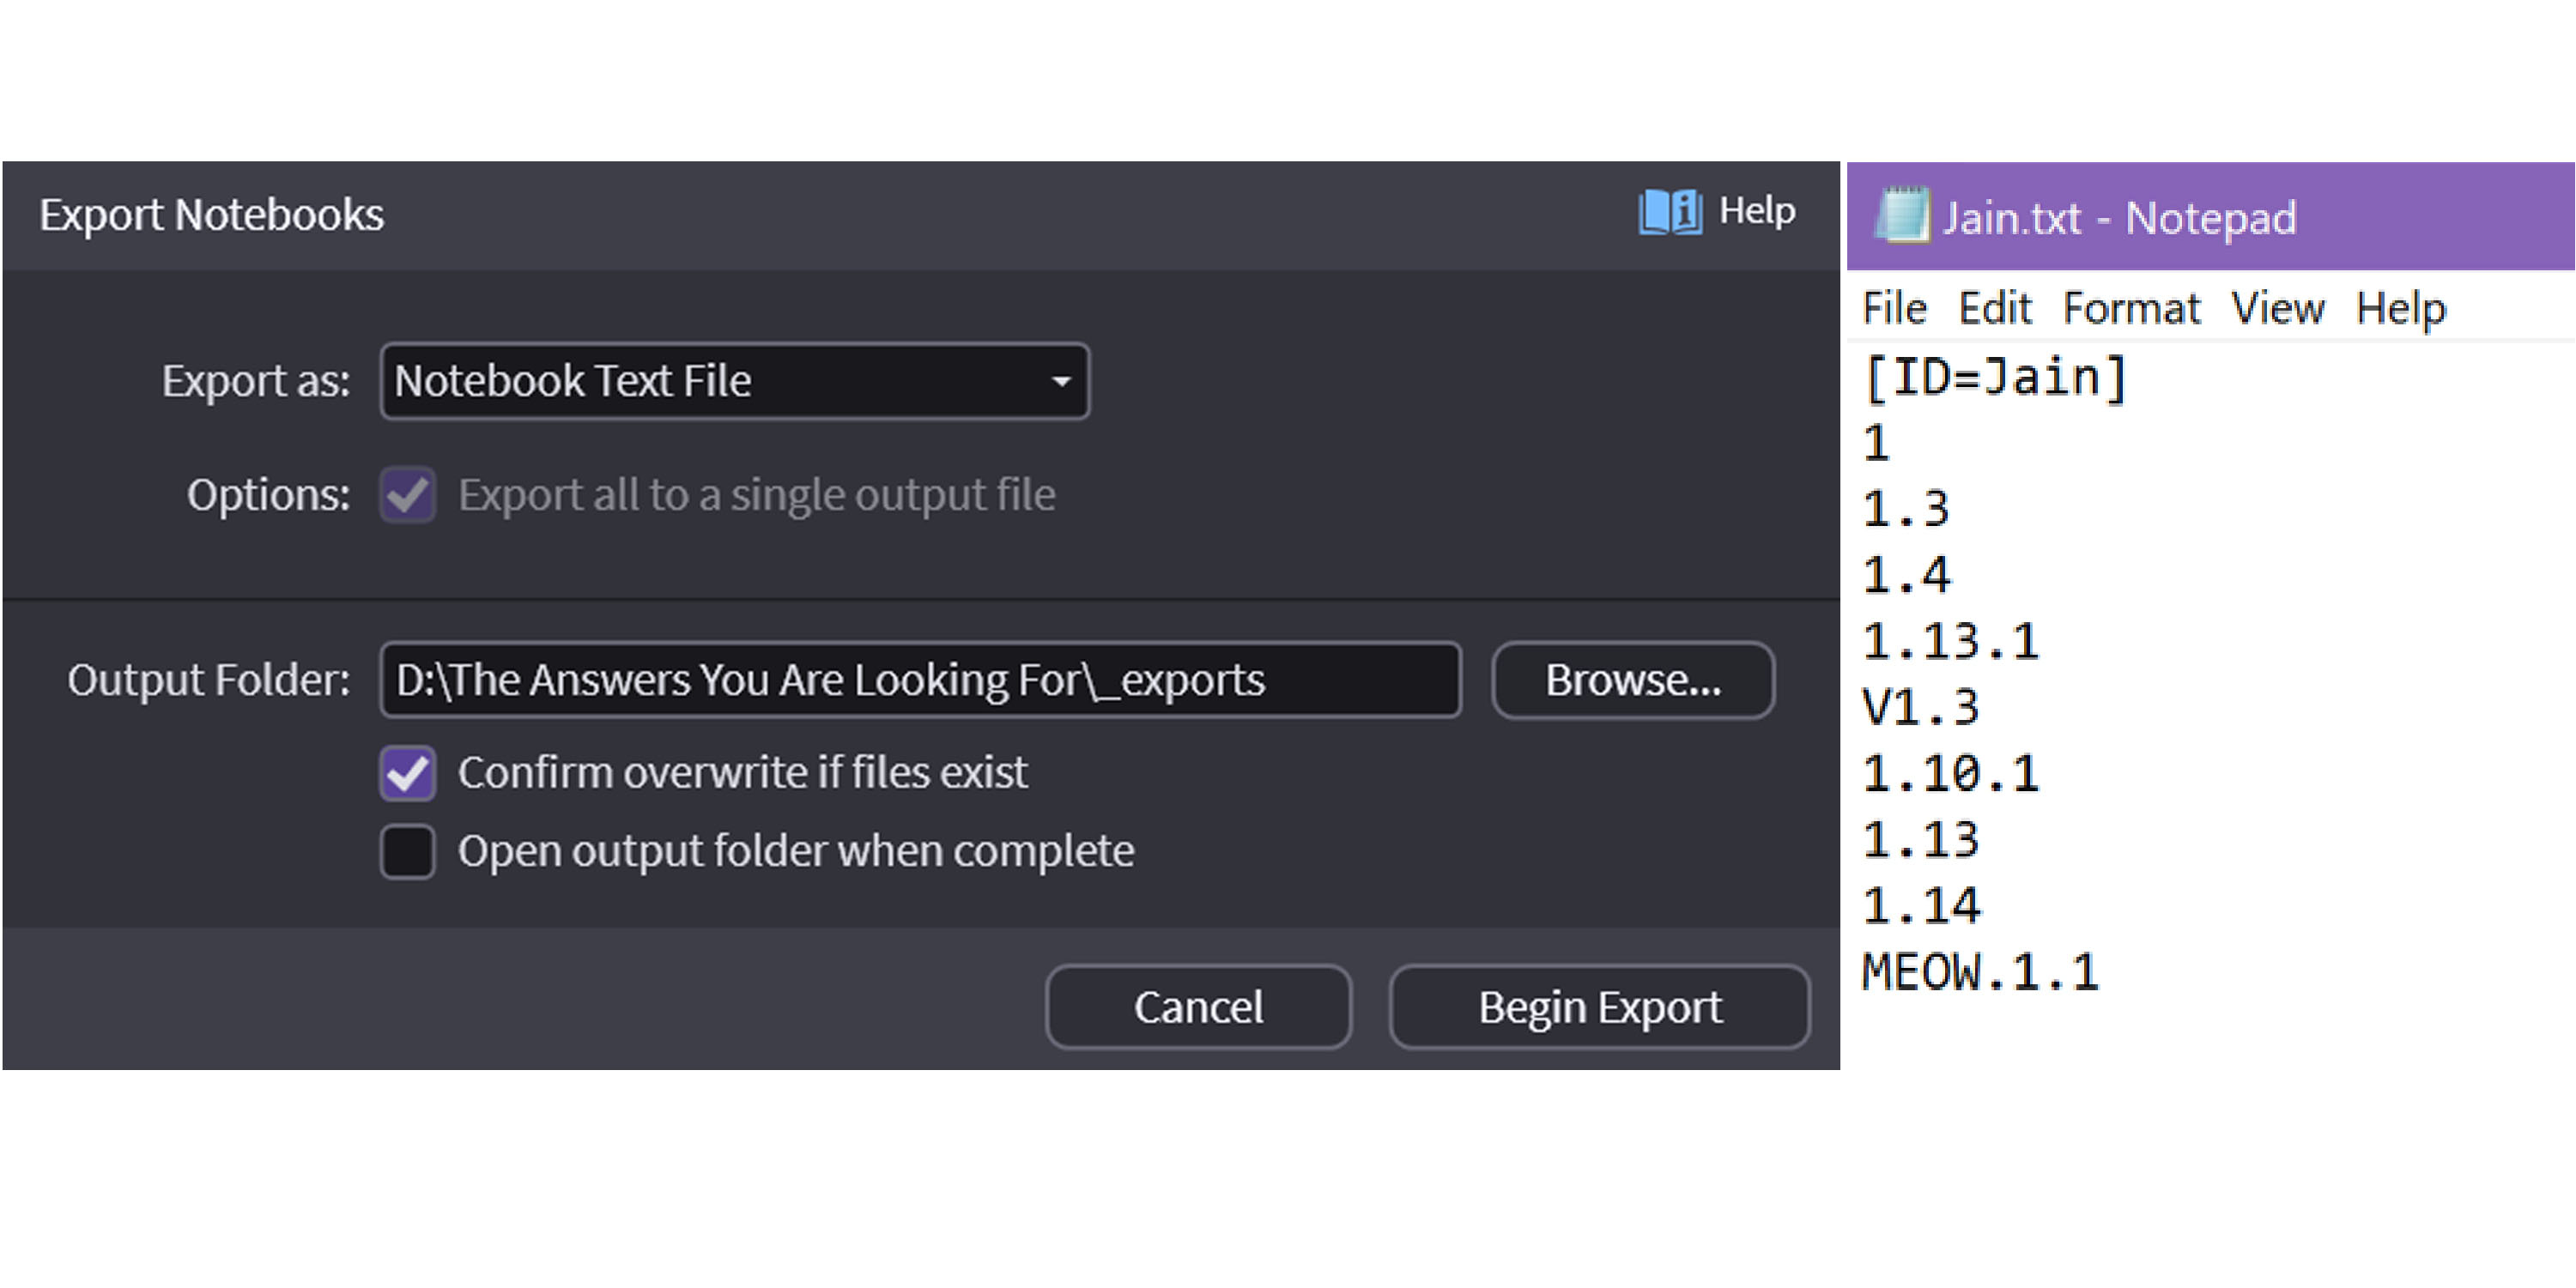 Export Notebooks
Help
Export as: Notebook Text File
Options: Export all to a single output file
Output Folder: D:\The Answers You Are Looking For\_exports Browse...
Confirm overwrite if files exist
Open output folder when complete
Cancel Begin Export
Jain.txt - Notepad
File Edit Format View Help
[ID=Jain]
1
1.3
1.4
1.13.1
V1.3
1.10.1
1.13
1.14
MEOW.1.1